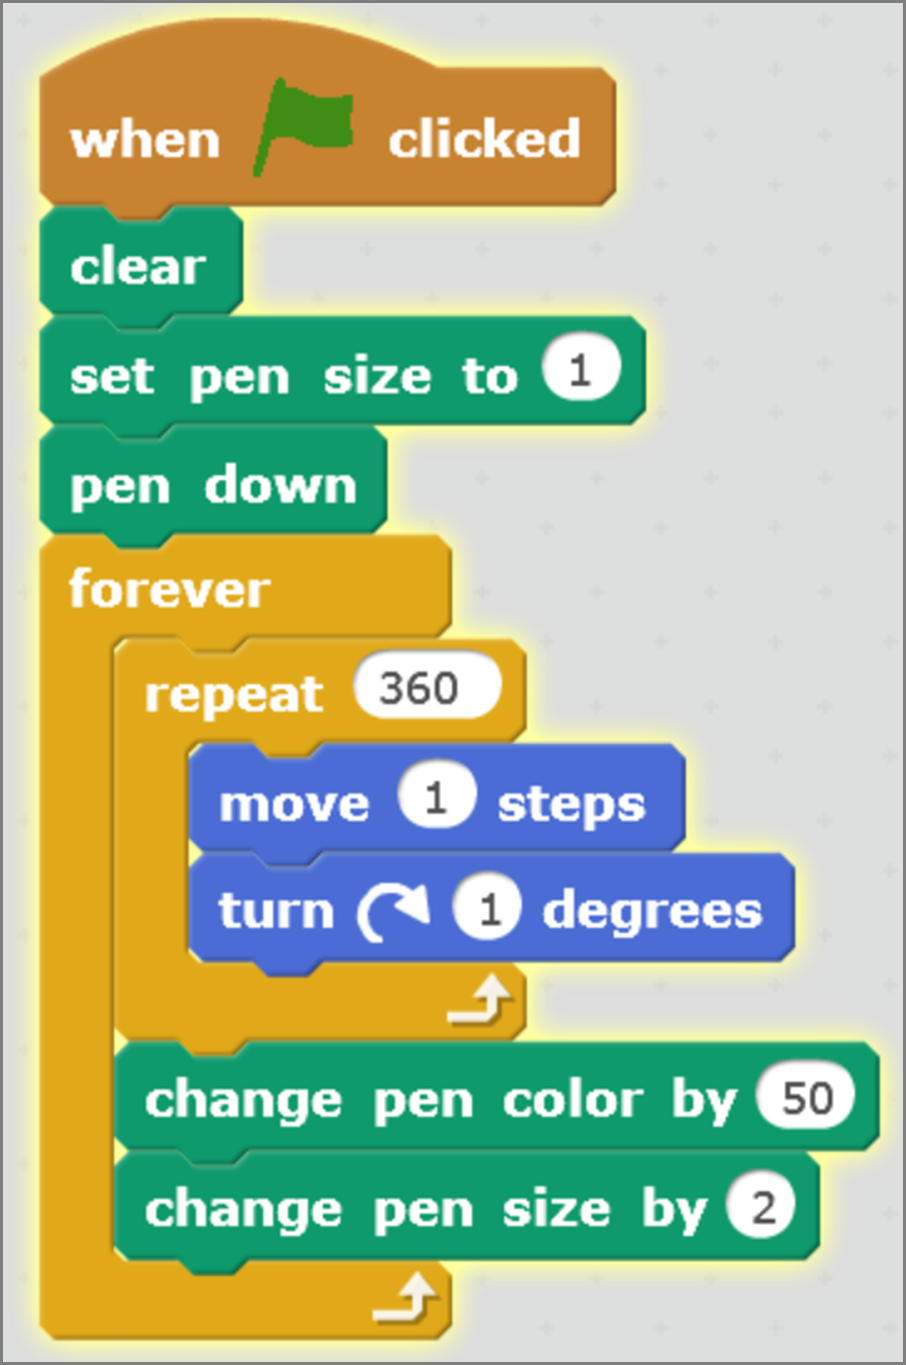 when clicked
clear
set pen size to 1
pen down
forever
repeat 360
move 1 steps
turn 1 degrees
change pen color by 50
change pen size by 2